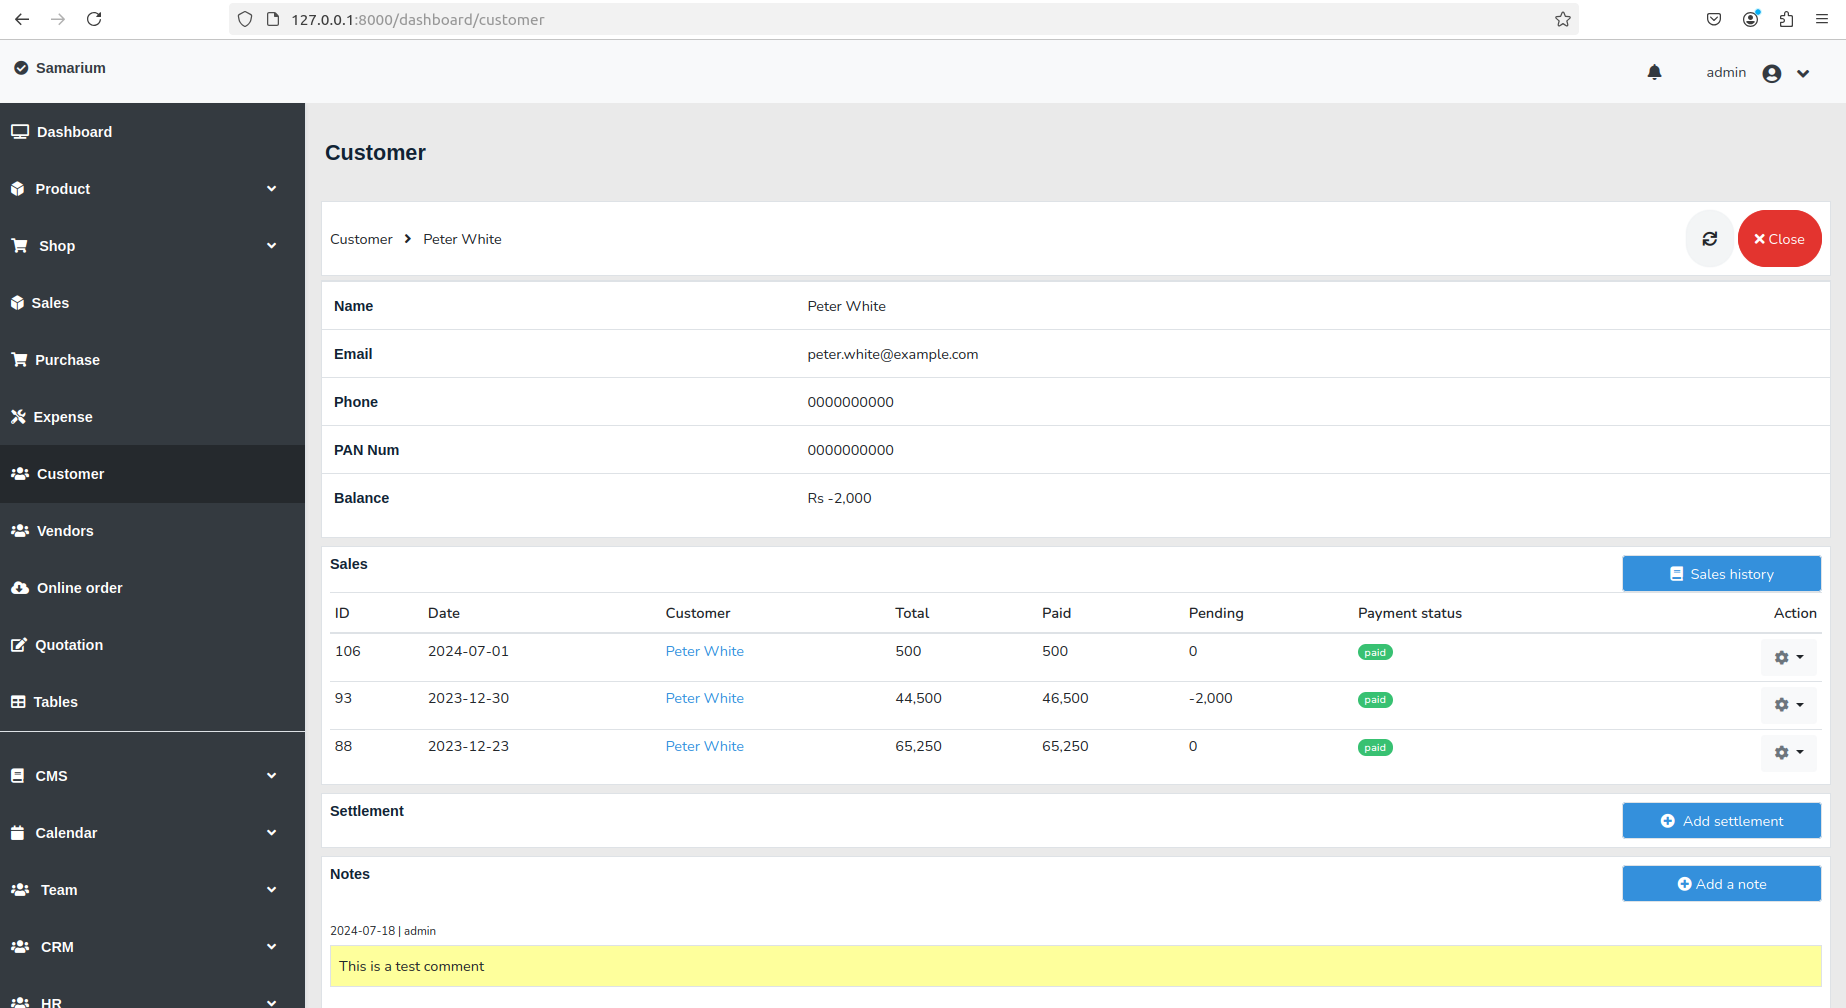 127.0.0.1:8000/dashboard/customer
Samarium
admin
Dashboard
Product
Shop
Sales
Purchase
Expense
Customer
Vendors
Online order
Quotation
Tables
CMS
Calendar
Team
CRM
HR
Customer
Customer Peter White
Close
Name Peter White
Email peter.white@example.com
Phone 0000000000
PAN Num 0000000000
Balance Rs -2,000
Sales
Sales history
ID Date Customer Total Paid Pending Payment status Action
106 2024-07-01 Peter White 500 500 0 paid
93 2023-12-30 Peter White 44,500 46,500 -2,000 paid
88 2023-12-23 Peter White 65,250 65,250 0 paid
Settlement
Add settlement
Notes
Add a note
2024-07-18 | admin
This is a test comment